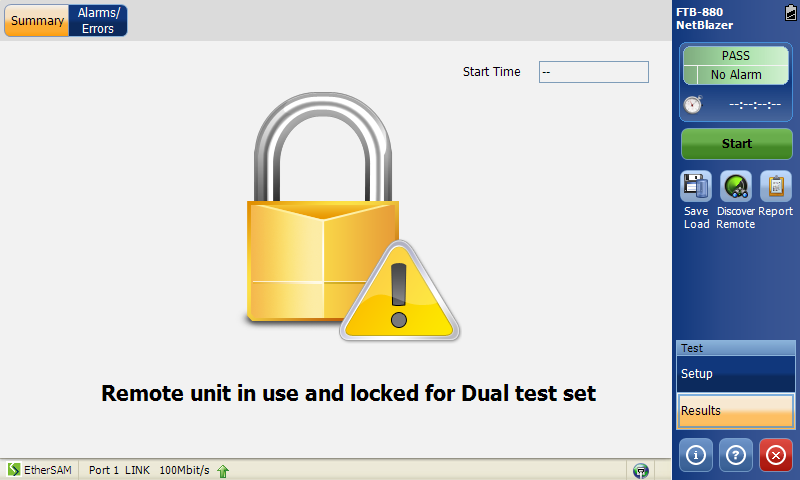 Summary
Alarms/
Errors
Start Time
--
Remote unit in use and locked for Dual test set
EtherSAM
Port 1 LINK 100Mbit/s
FTB-880
NetBlazer
PASS
No Alarm
--:--:--:--
Start
Save
Load
Discover
Remote
Report
Test
Setup
Results